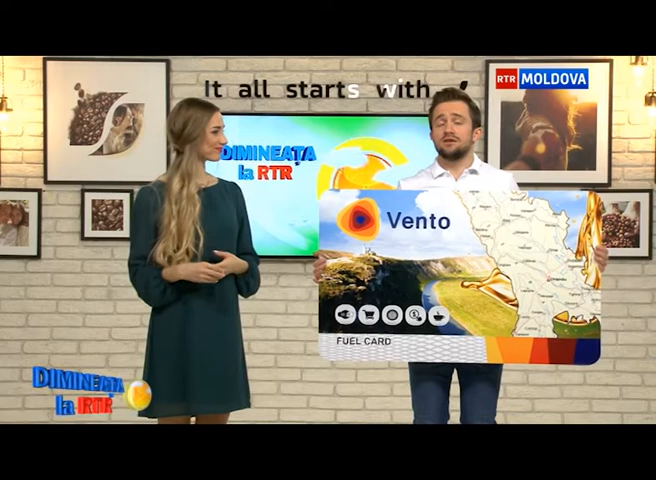 It all starts with
RTR MOLDOVA
DIMINEAȚA
la RTR
Vento
FUEL CARD
DIMINEAȚA
la RTR